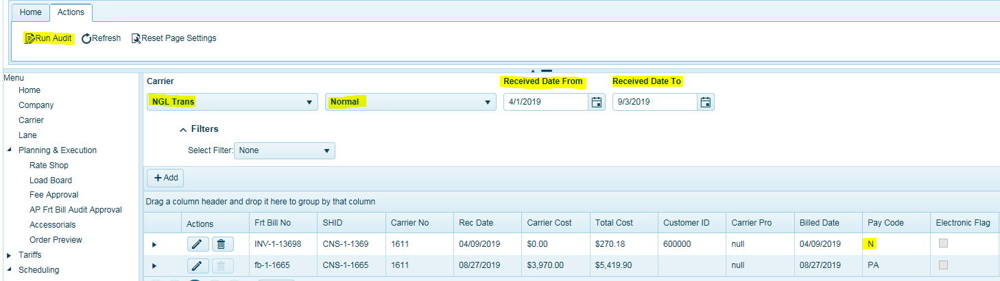 Home Actions
Run Audit Refresh Reset Page Settings
Menu
Home
Company
Carrier
Lane
Planning & Execution
Rate Shop
Load Board
Fee Approval
AP Frt Bill Audit Approval
Accessorials
Order Preview
Tariffs
Scheduling
Carrier Received Date From Received Date To
NGL Trans Normal 4/1/2019 9/3/2019
Filters
Select Filter: None
+ Add
Drag a column header and drop it here to group by that column
Actions Frt Bill No SHID Carrier No Rec Date Carrier Cost Total Cost Customer ID Carrier Pro Billed Date Pay Code Electronic Flag
INV-1-13698 CNS-1-1369 1611 04/09/2019 $0.00 $270.18 600000 null 04/09/2019 N
fb-1-1665 CNS-1-1665 1611 08/27/2019 $3,970.00 $5,419.90 null 08/27/2019 PA